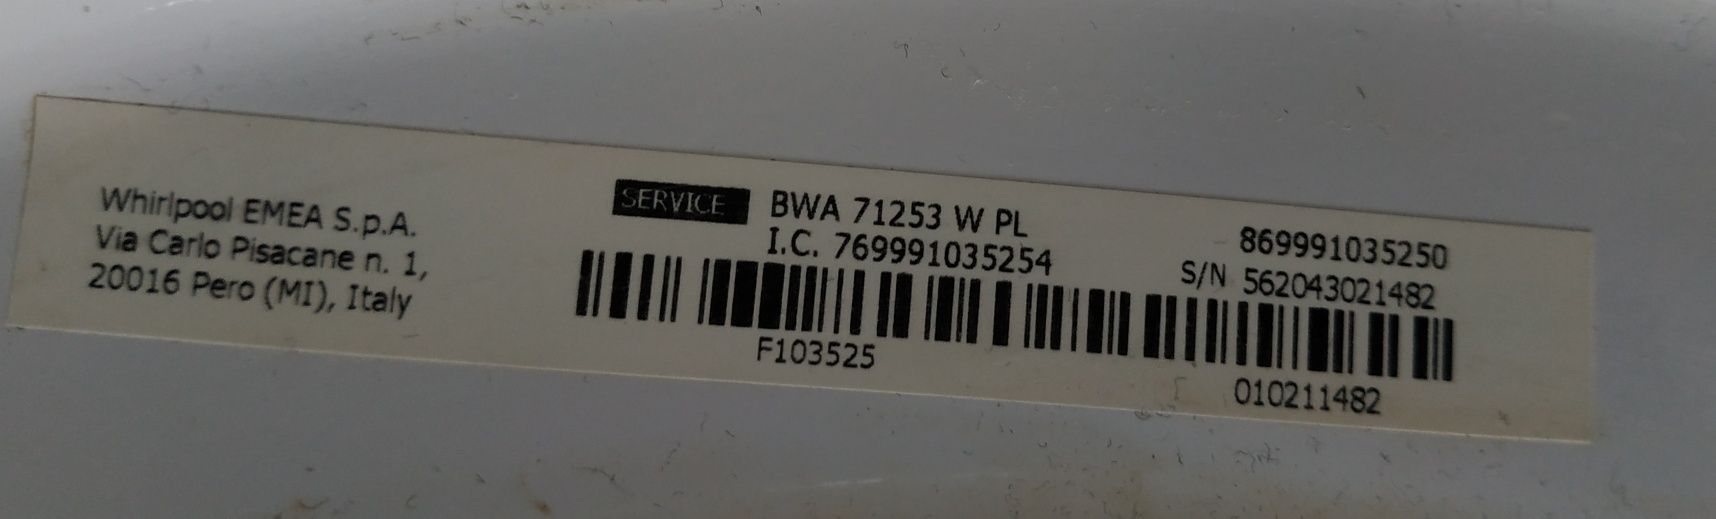 Whirlpool EMEA S.p.A.
Via Carlo Pisacane n. 1,
20016 Pero (MI), Italy
SERVICE BWA 71253 W PL
I.C. 769991035254
869991035250
S/N 562043021482
F103525
010211482